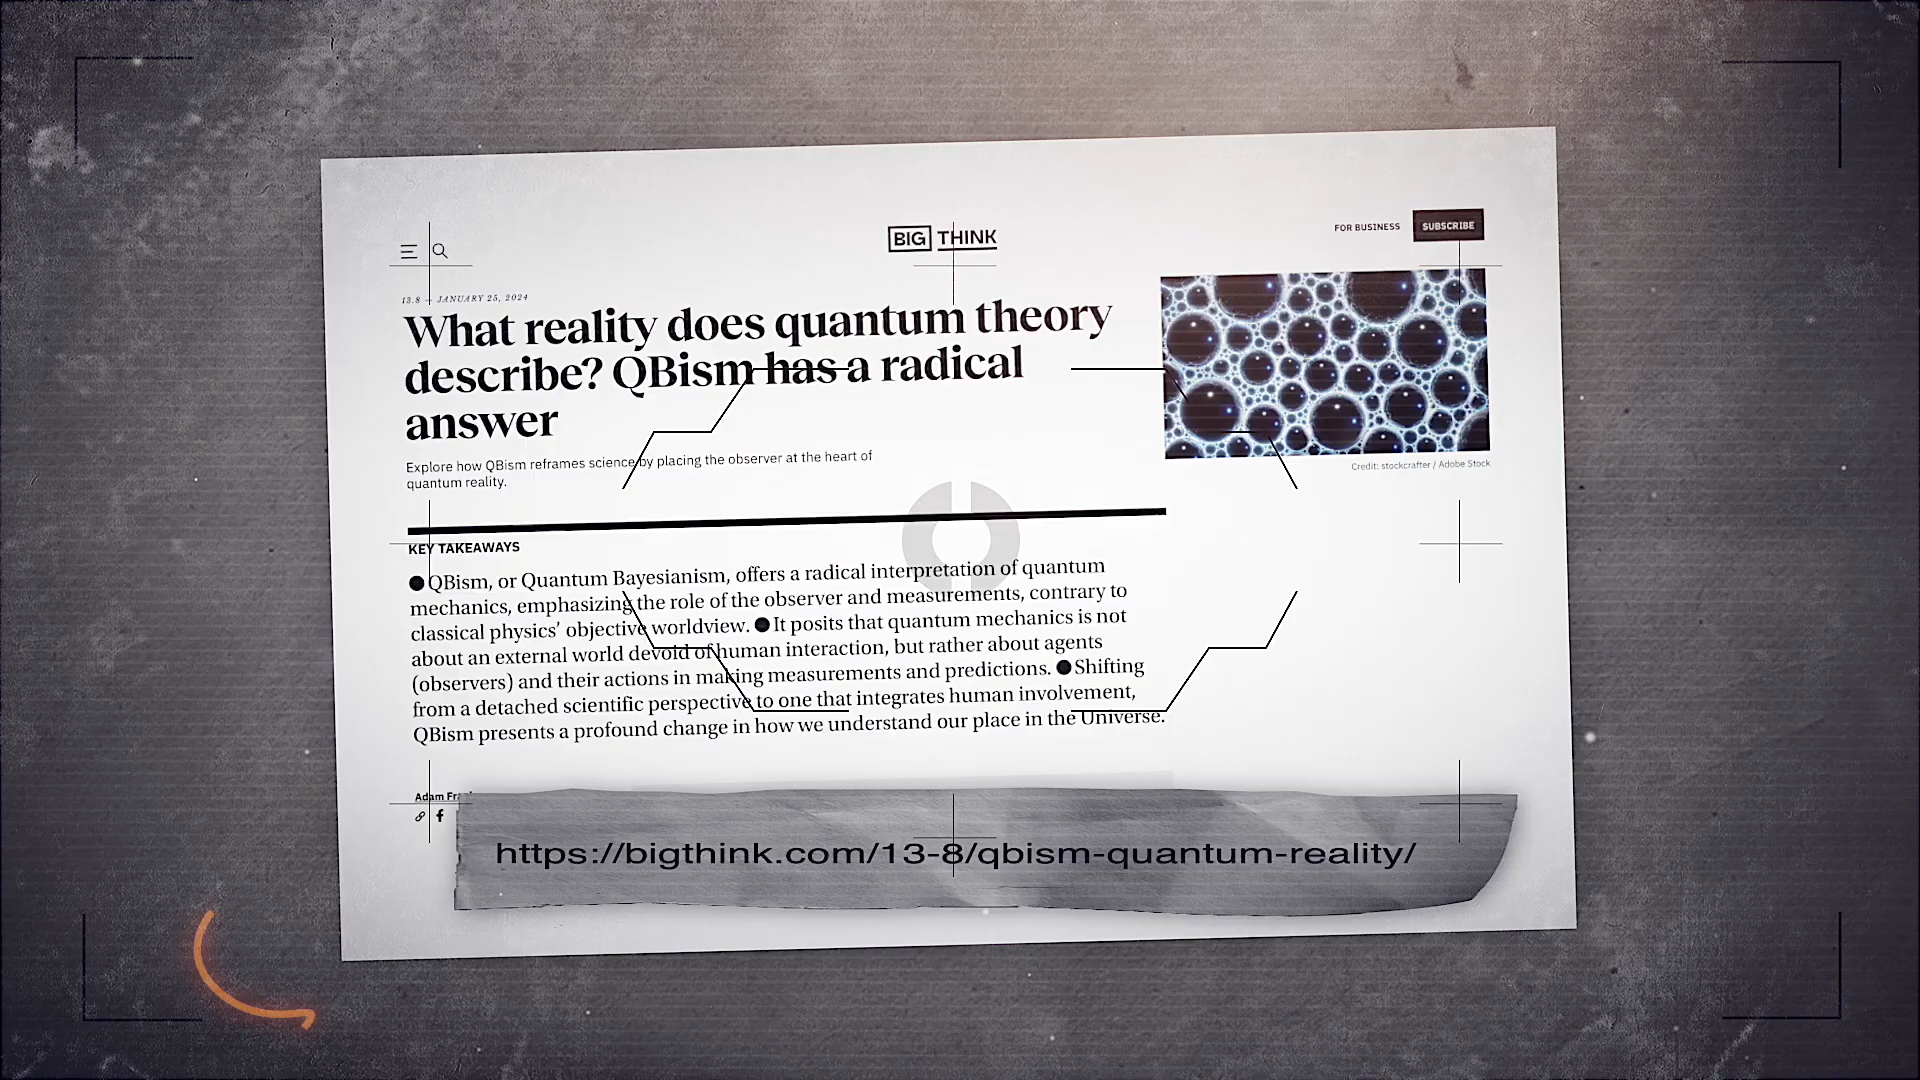 BIG THINK
FOR BUSINESS
SUBSCRIBE
13.8 — JANUARY 25, 2024
What reality does quantum theory
describe? QBism has a radical
answer
Explore how QBism reframes science by placing the observer at the heart of
quantum reality.
Credit: stockcrafter / Adobe Stock
KEY TAKEAWAYS
●QBism, or Quantum Bayesianism, offers a radical interpretation of quantum
mechanics, emphasizing the role of the observer and measurements, contrary to
classical physics’ objective worldview. ●It posits that quantum mechanics is not
about an external world devoid of human interaction, but rather about agents
(observers) and their actions in making measurements and predictions. ●Shifting
from a detached scientific perspective to one that integrates human involvement,
QBism presents a profound change in how we understand our place in the Universe.
Adam
https://bigthink.com/13-8/qbism-quantum-reality/